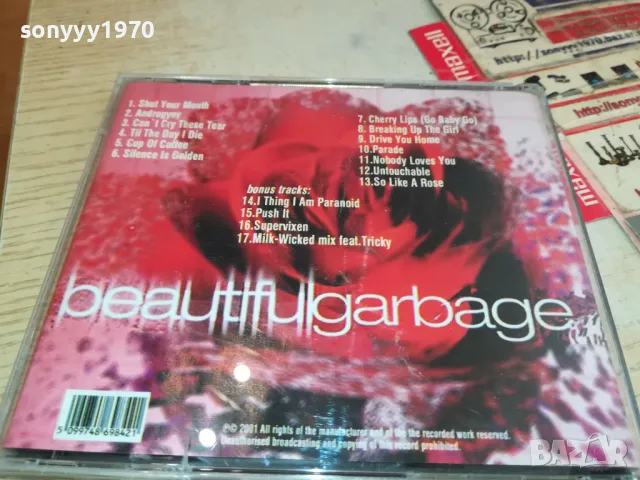 sonyyy1970
maxell
1. Shut Your Mouth
2. Androgyny
3. Can´t Cry These Tear
4. Til The Day I Die
5. Cup Of Coffee
6. Silence Is Golden
7. Cherry Lips (Go Baby Go)
8. Breaking Up The Girl
9. Drive You Home
10.Parade
11.Nobody Loves You
12.Untouchable
13.So Like A Rose
bonus tracks:
14.I Thing I Am Paranoid
15.Push It
16.Supervixen
17.Milk-Wicked mix feat.Tricky
maxell
beautifulgarbage
5 099746 698427
℗© 2001 All rights of the manufacturer and of the recorded work reserved.
Unauthorised broadcasting and copying of this record prohibited.
BAZAR